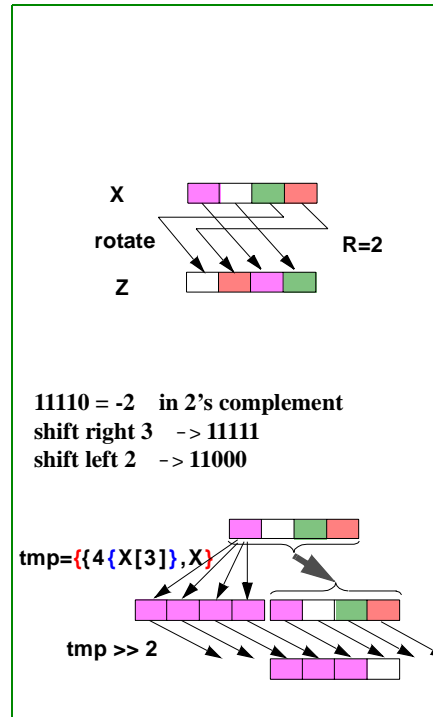 X
rotate R=2
Z
11110 = -2 in 2's complement
shift right 3 -> 11111
shift left 2 -> 11000
tmp={{4{X[3]},X}
tmp >> 2